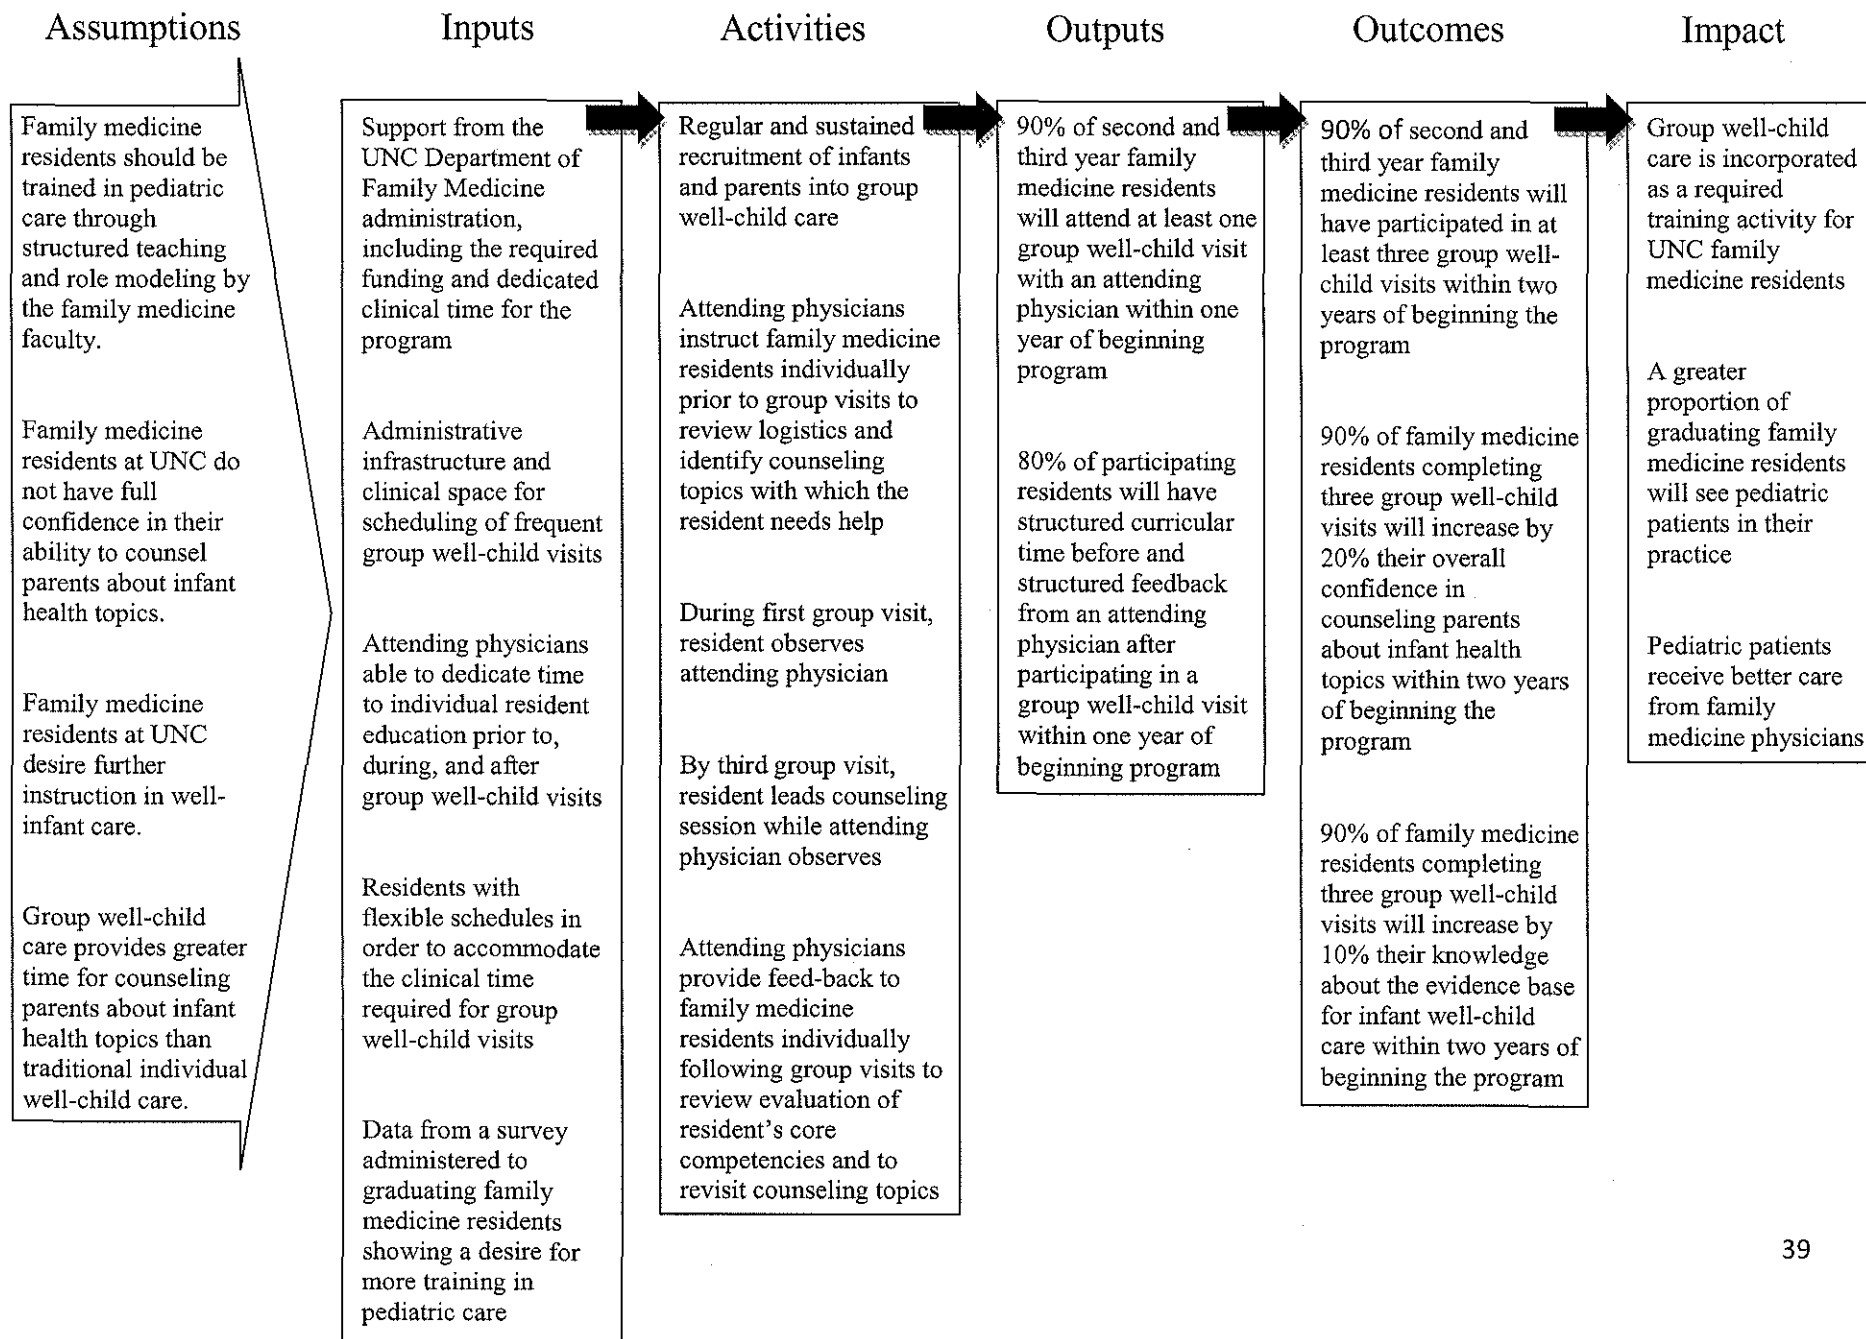 Assumptions
Inputs
Activities
Outputs
Outcomes
Impact
Family medicine
residents should be
trained in pediatric
care through
structured teaching
and role modeling by
the family medicine
faculty.
Family medicine
residents at UNC do
not have full
confidence in their
ability to counsel
parents about infant
health topics.
Family medicine
residents at UNC
desire further
instruction in well-
infant care.
Group well-child
care provides greater
time for counseling
parents about infant
health topics than
traditional individual
well-child care.
Support from the
UNC Department of
Family Medicine
administration,
including the required
funding and dedicated
clinical time for the
program
Administrative
infrastructure and
clinical space for
scheduling of frequent
group well-child visits
Attending physicians
able to dedicate time
to individual resident
education prior to,
during, and after
group well-child visits
Residents with
flexible schedules in
order to accommodate
the clinical time
required for group
well-child visits
Data from a survey
administered to
graduating family
medicine residents
showing a desire for
more training in
pediatric care
Regular and sustained
recruitment of infants
and parents into group
well-child care
Attending physicians
instruct family medicine
residents individually
prior to group visits to
review logistics and
identify counseling
topics with which the
resident needs help
During first group visit,
resident observes
attending physician
By third group visit,
resident leads counseling
session while attending
physician observes
Attending physicians
provide feed-back to
family medicine
residents individually
following group visits to
review evaluation of
resident's core
competencies and to
revisit counseling topics
90% of second and
third year family
medicine residents
will attend at least one
group well-child visit
with an attending
physician within one
year of beginning
program
80% of participating
residents will have
structured curricular
time before and
structured feedback
from an attending
physician after
participating in a
group well-child visit
within one year of
beginning program
90% of second and
third year family
medicine residents will
have participated in at
least three group well-
child visits within two
years of beginning the
program
90% of family medicine
residents completing
three group well-child
visits will increase by
20% their overall
confidence in
counseling parents
about infant health
topics within two years
of beginning the
program
90% of family medicine
residents completing
three group well-child
visits will increase by
10% their knowledge
about the evidence base
for infant well-child
care within two years of
beginning the program
Group well-child
care is incorporated
as a required
training activity for
UNC family
medicine residents
A greater
proportion of
graduating family
medicine residents
will see pediatric
patients in their
practice
Pediatric patients
receive better care
from family
medicine physicians
39